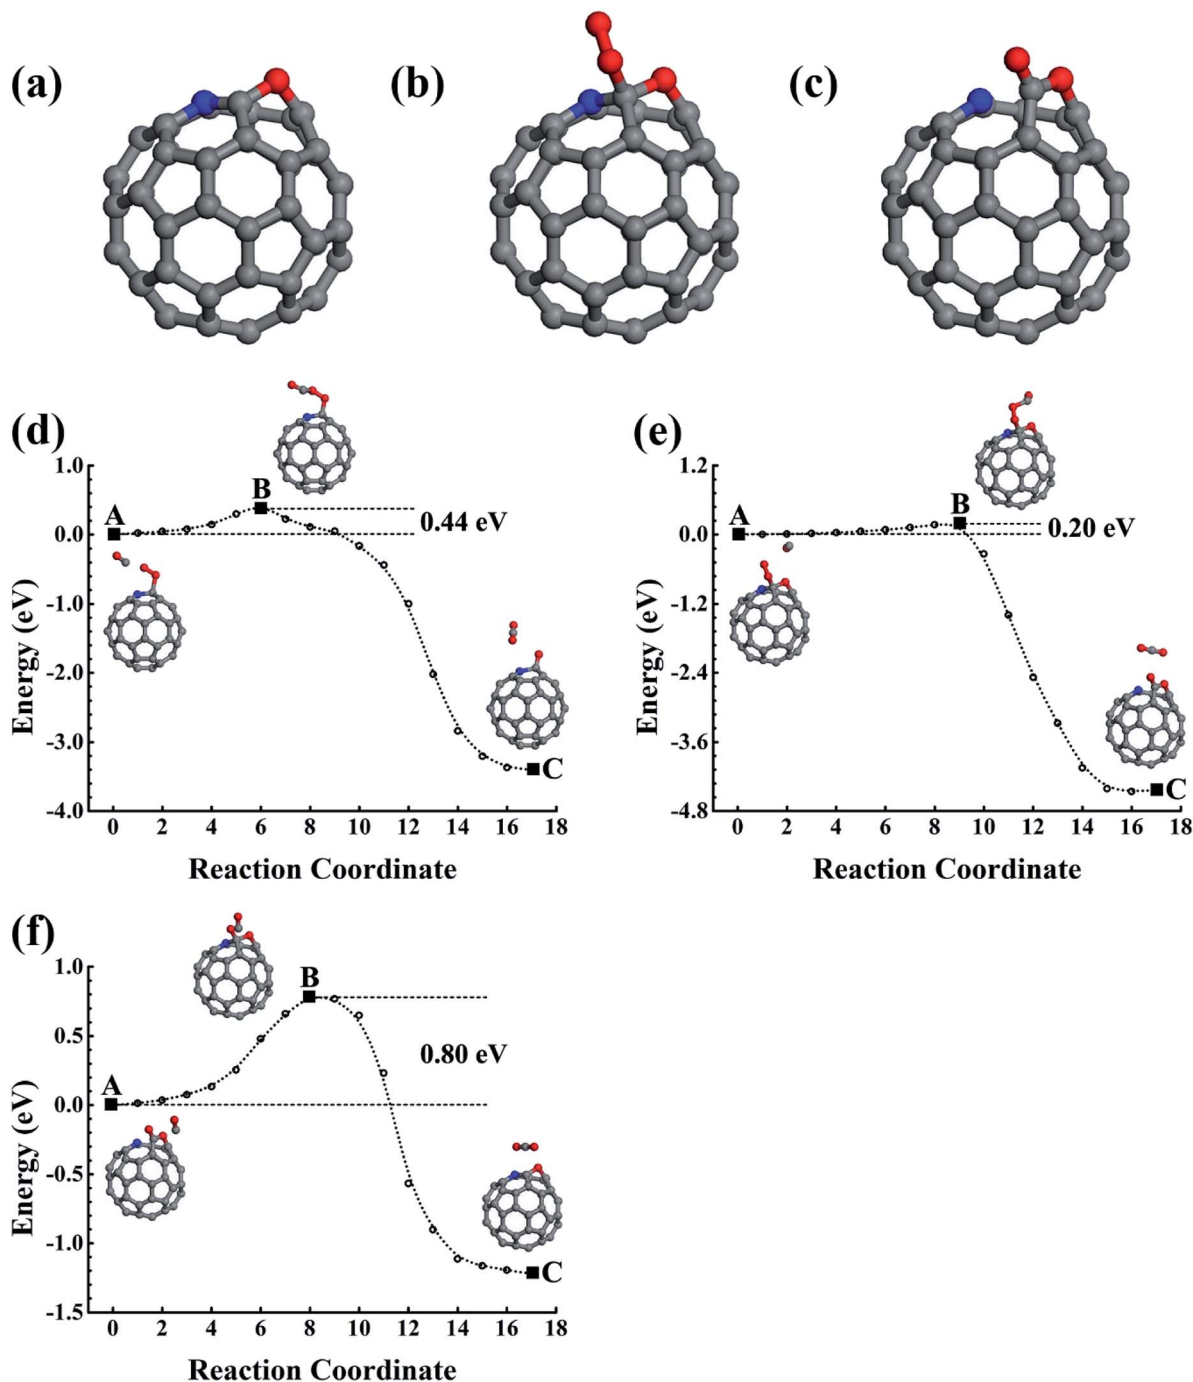 (a)
(b)
(c)
(d)
1.0
0.0
-1.0
-2.0
-3.0
-4.0
Energy (eV)
A
B
0.44 eV
C
0 2 4 6 8 10 12 14 16 18
Reaction Coordinate
(e)
1.2
0.0
-1.2
-2.4
-3.6
-4.8
Energy (eV)
A
B
0.20 eV
C
0 2 4 6 8 10 12 14 16 18
Reaction Coordinate
(f)
1.0
0.5
0.0
-0.5
-1.0
-1.5
Energy (eV)
A
B
0.80 eV
C
0 2 4 6 8 10 12 14 16 18
Reaction Coordinate